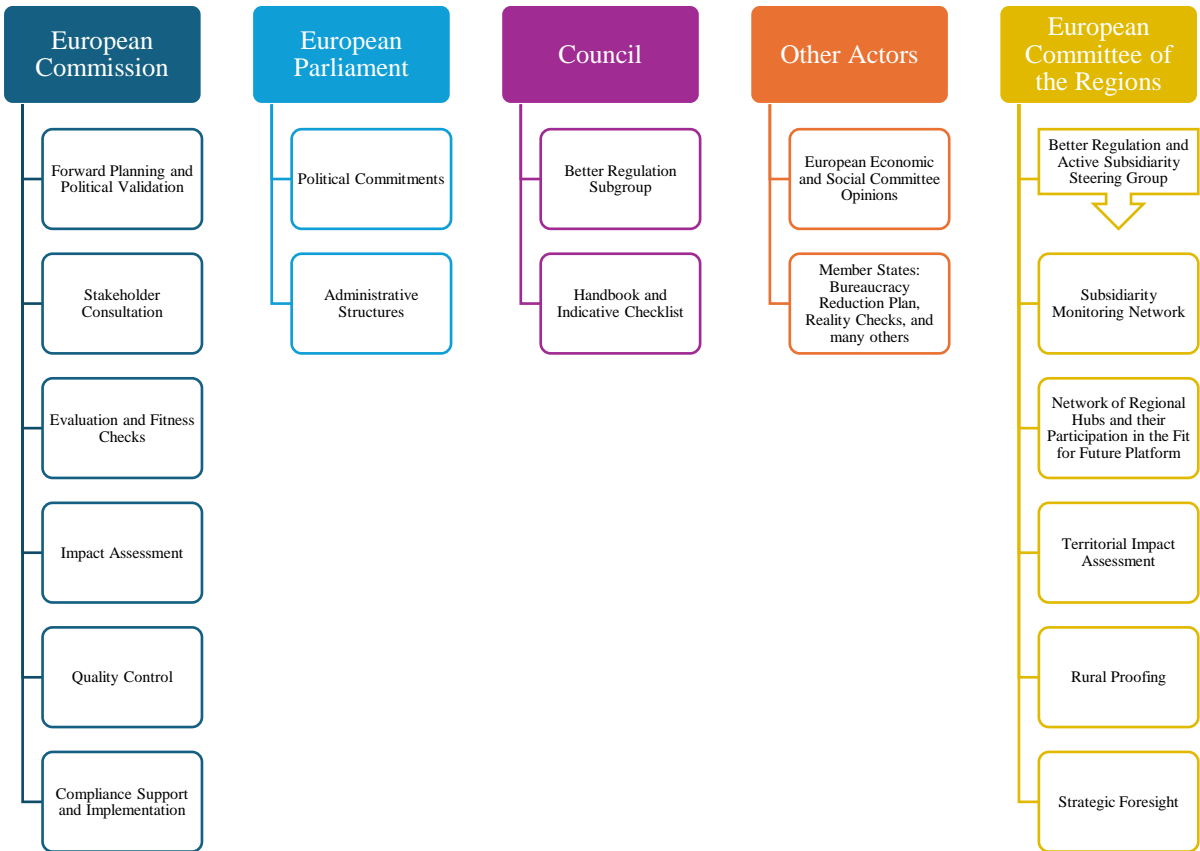 European
Commission
Forward Planning and
Political Validation
Stakeholder
Consultation
Evaluation and Fitness
Checks
Impact Assessment
Quality Control
Compliance Support
and Implementation
European
Parliament
Political Commitments
Administrative
Structures
Council
Better Regulation
Subgroup
Handbook and
Indicative Checklist
Other Actors
European Economic
and Social Committee
Opinions
Member States:
Bureaucracy
Reduction Plan,
Reality Checks, and
many others
European
Committee of
the Regions
Better Regulation and
Active Subsidiarity
Steering Group
Subsidiarity
Monitoring Network
Network of Regional
Hubs and their
Participation in the Fit
for Future Platform
Territorial Impact
Assessment
Rural Proofing
Strategic Foresight